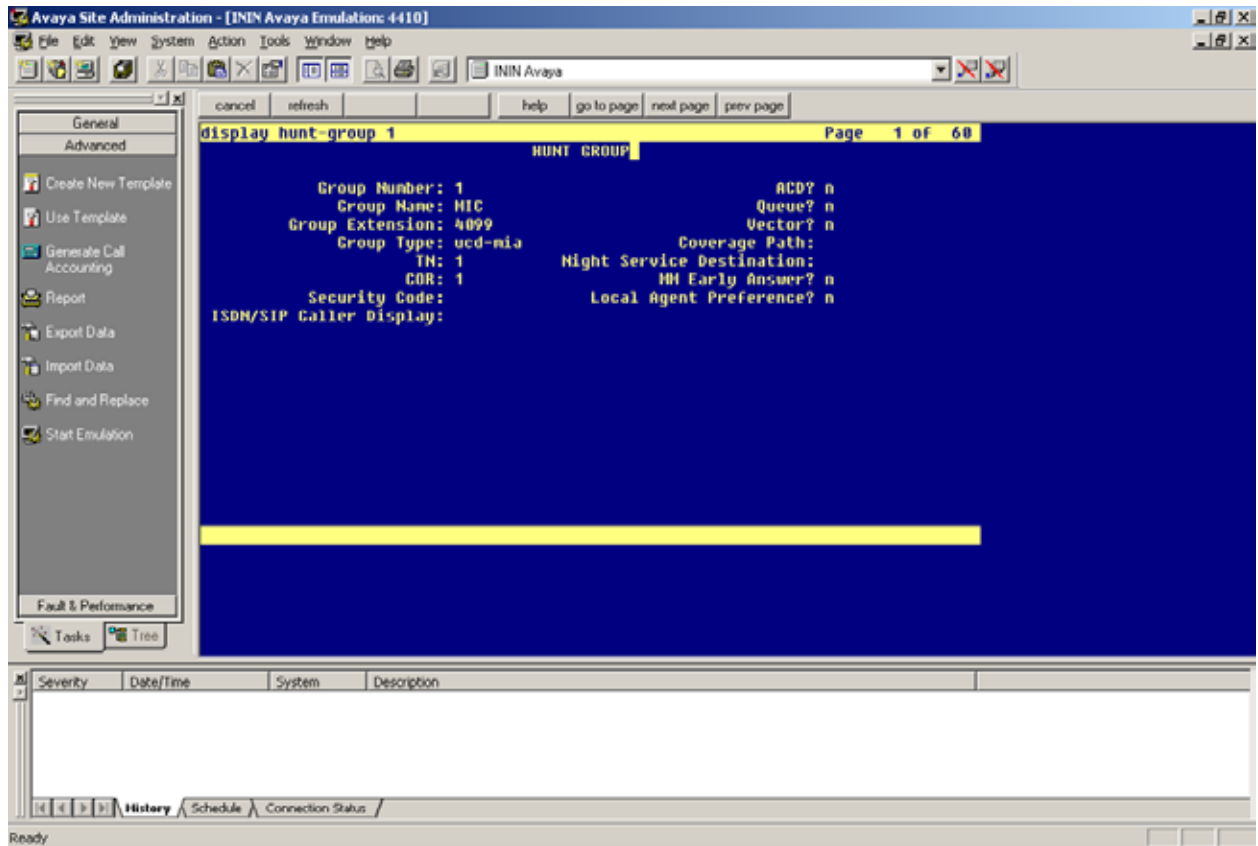 Avaya Site Administration - [ININ Avaya Emulation: 4410]
File Edit View System Action Tools Window Help
ININ Avaya
cancel refresh help go to page next page prev page
General
Advanced
Create New Template
Use Template
Generate Call
Accounting
Report
Export Data
Import Data
Find and Replace
Start Emulation
Fault & Performance
Tasks Tree
display hunt-group 1 Page 1 of 60
HUNT GROUP
Group Number: 1 ACD? n
Group Name: MIC Queue? n
Group Extension: 4099 Vector? n
Group Type: ucd-mia Coverage Path:
TN: 1 Night Service Destination:
COR: 1 MM Early Answer? n
Security Code: Local Agent Preference? n
ISDN/SIP Caller Display:
Severity Date/Time System Description
History Schedule Connection Status
Ready